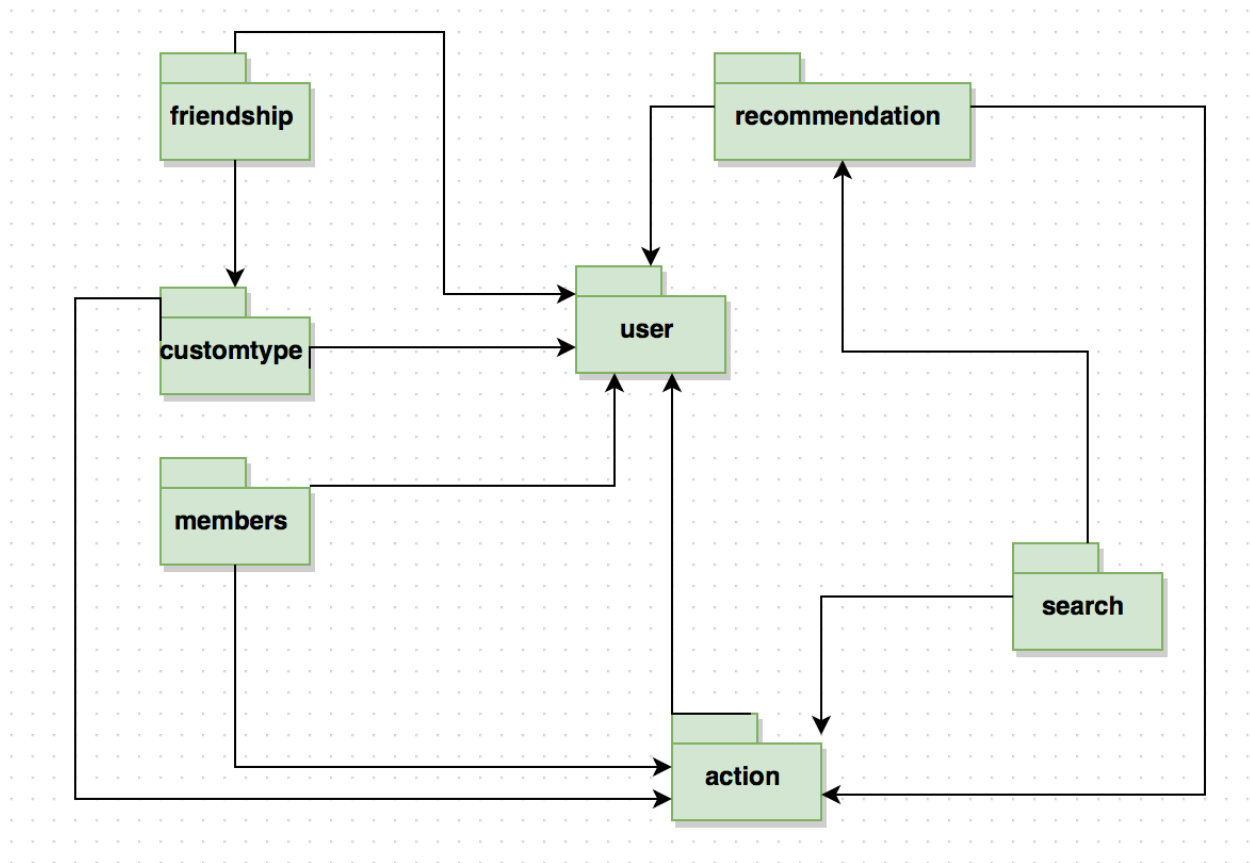 friendship
recommendation
user
customtype
members
search
action